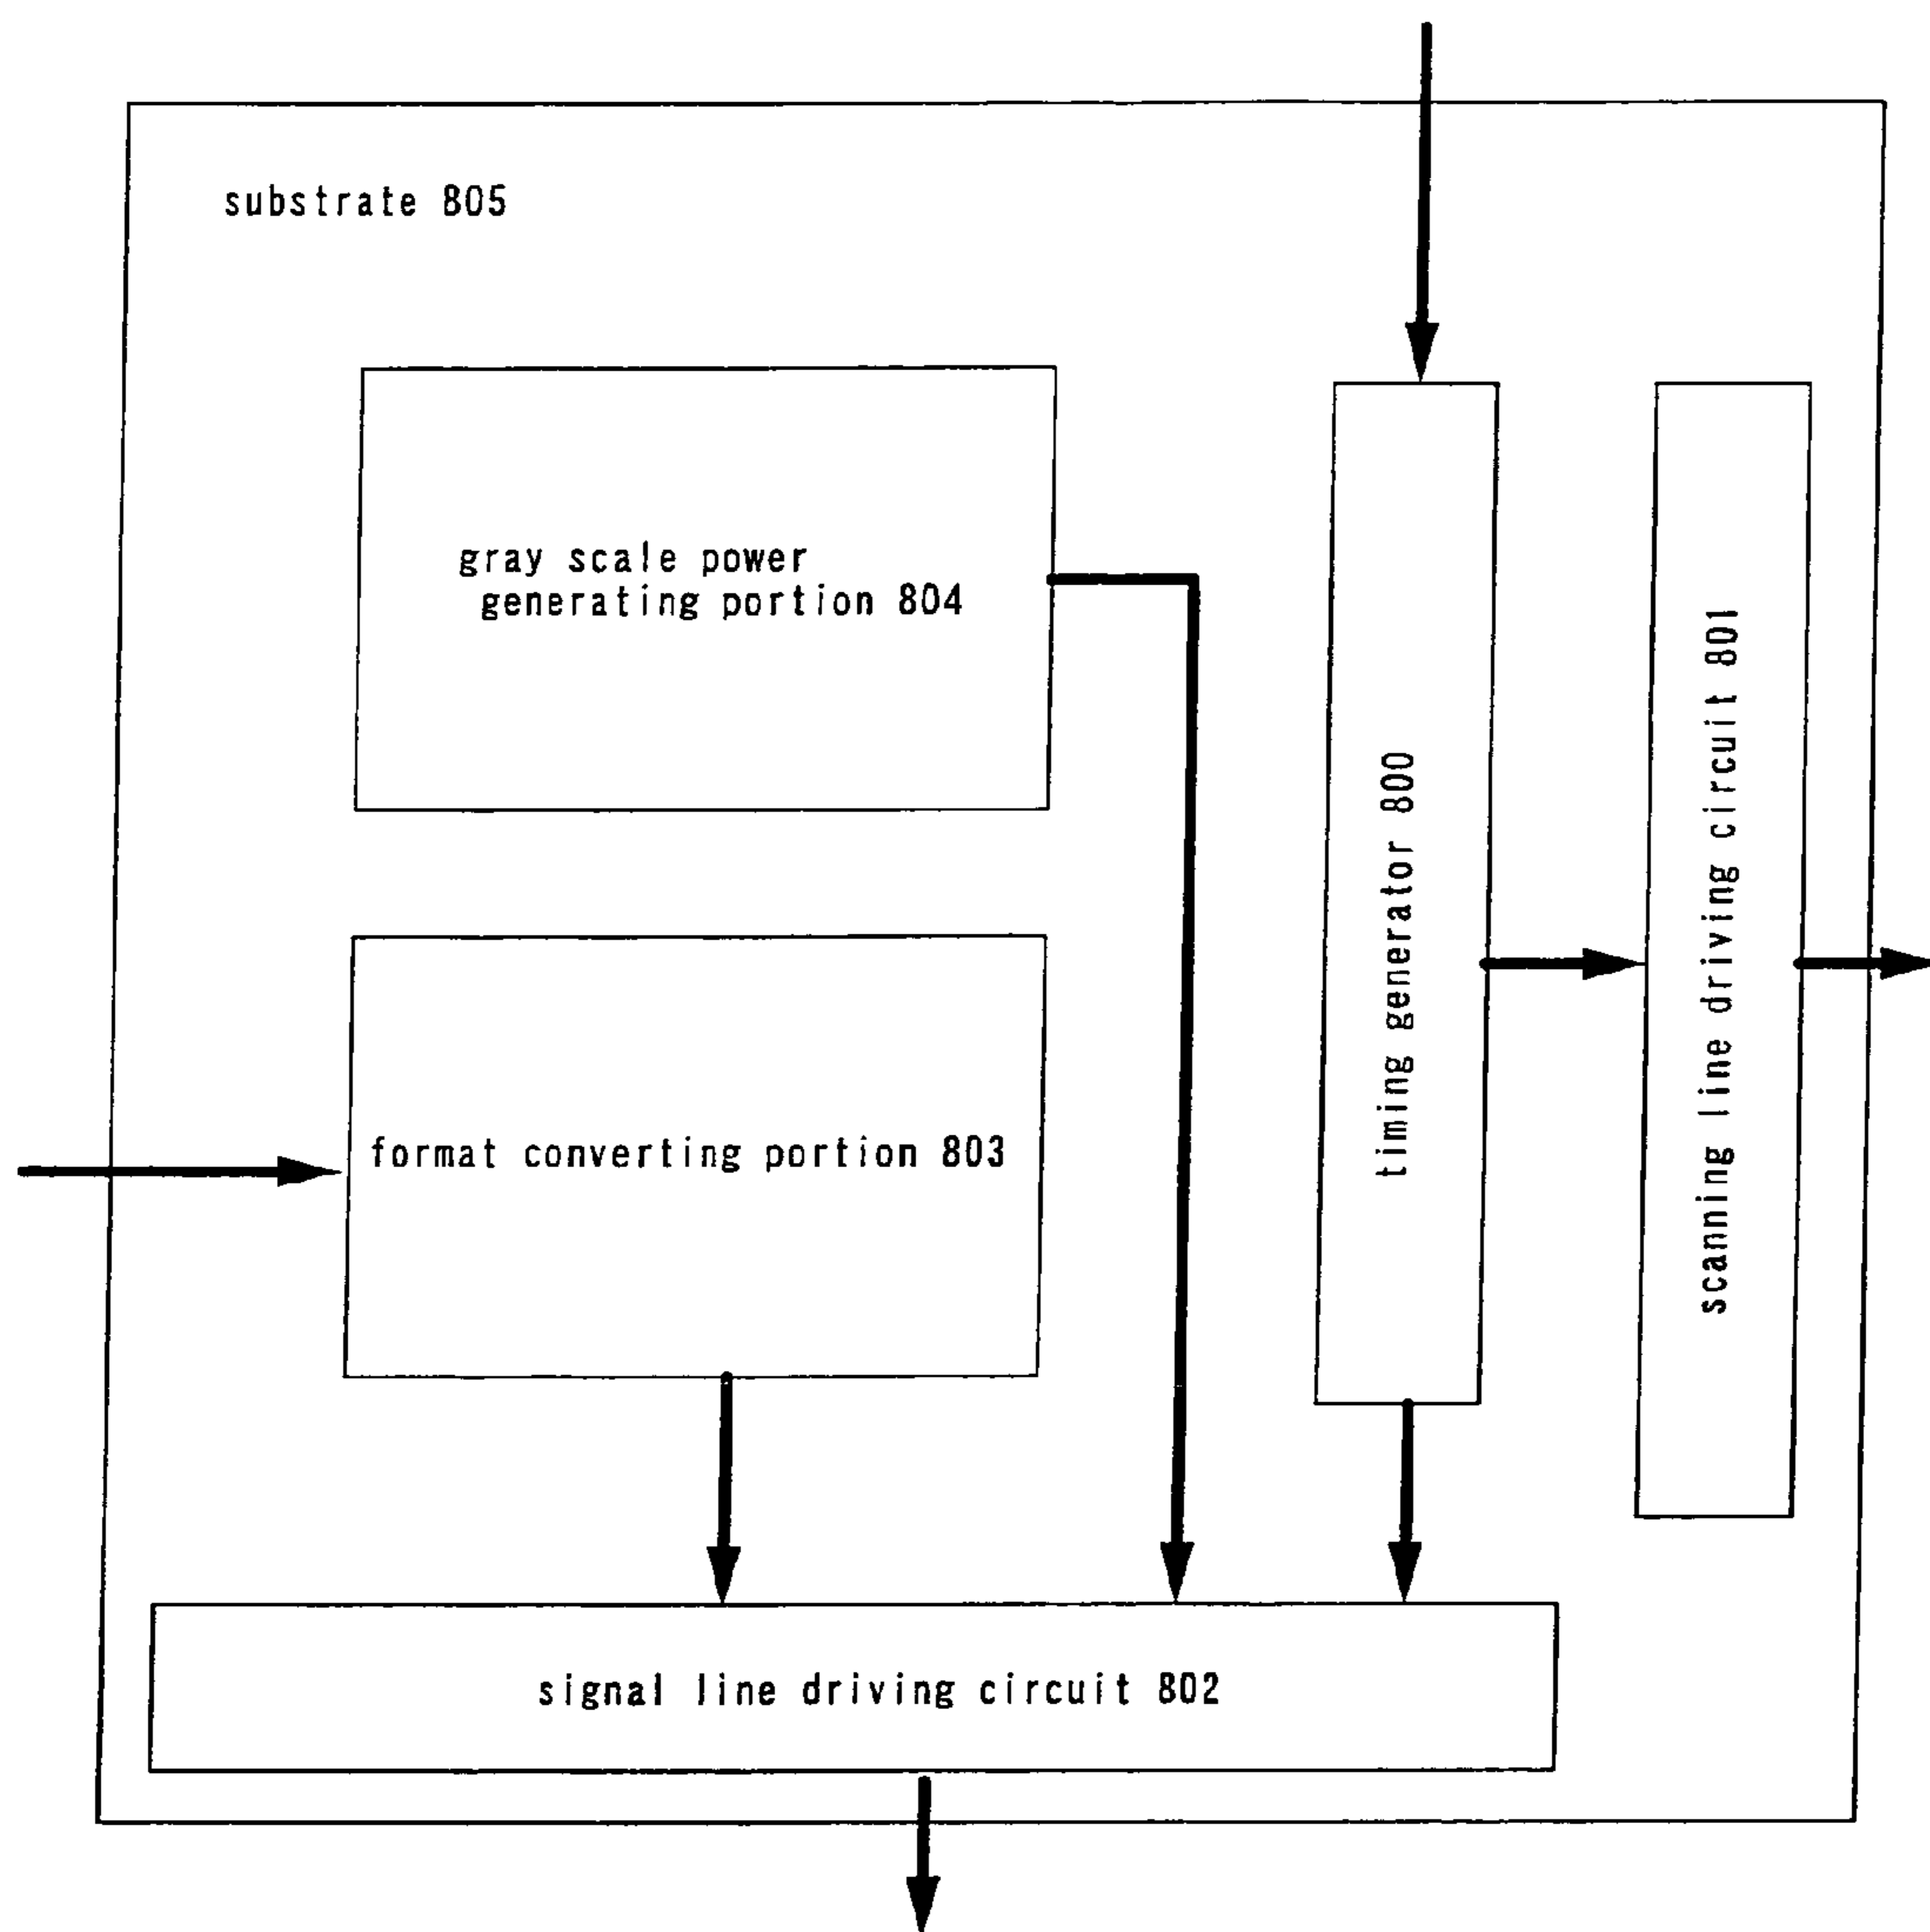 substrate 805
gray scale power
generating portion 804
format converting portion 803
timing generator 800
scanning line driving circuit 801
signal line driving circuit 802